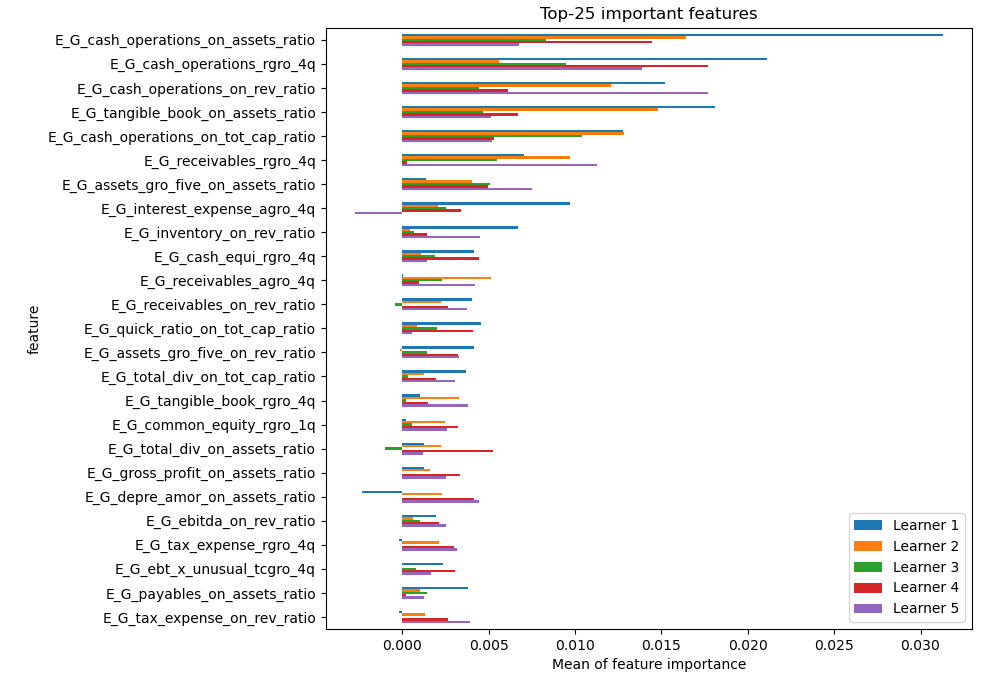 Top-25 important features
feature
E_G_cash_operations_on_assets_ratio
E_G_cash_operations_rgro_4q
E_G_cash_operations_on_rev_ratio
E_G_tangible_book_on_assets_ratio
E_G_cash_operations_on_tot_cap_ratio
E_G_receivables_rgro_4q
E_G_assets_gro_five_on_assets_ratio
E_G_interest_expense_agro_4q
E_G_inventory_on_rev_ratio
E_G_cash_equi_rgro_4q
E_G_receivables_agro_4q
E_G_receivables_on_rev_ratio
E_G_quick_ratio_on_tot_cap_ratio
E_G_assets_gro_five_on_rev_ratio
E_G_total_div_on_tot_cap_ratio
E_G_tangible_book_rgro_4q
E_G_common_equity_rgro_1q
E_G_total_div_on_assets_ratio
E_G_gross_profit_on_assets_ratio
E_G_depre_amor_on_assets_ratio
E_G_ebitda_on_rev_ratio
E_G_tax_expense_rgro_4q
E_G_ebt_x_unusual_tcgro_4q
E_G_payables_on_assets_ratio
E_G_tax_expense_on_rev_ratio
Learner 1
Learner 2
Learner 3
Learner 4
Learner 5
0.000 0.005 0.010 0.015 0.020 0.025 0.030
Mean of feature importance